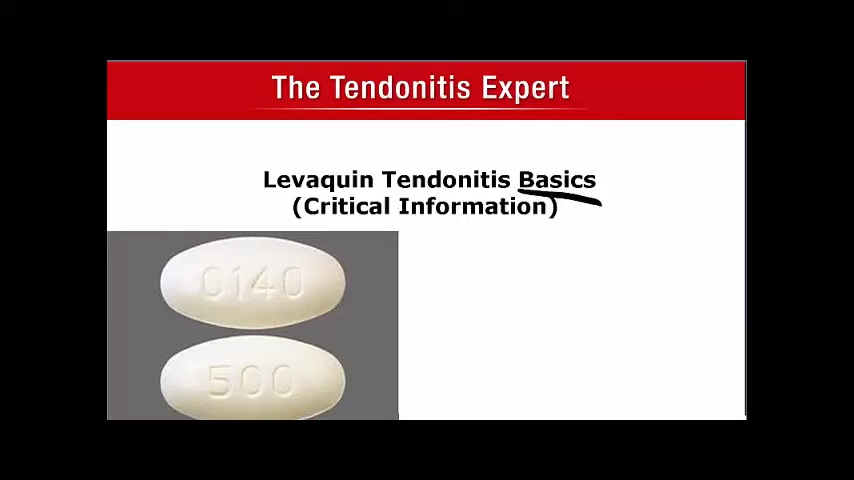 The Tendonitis Expert
Levaquin Tendonitis Basics
(Critical Information)
0140
500